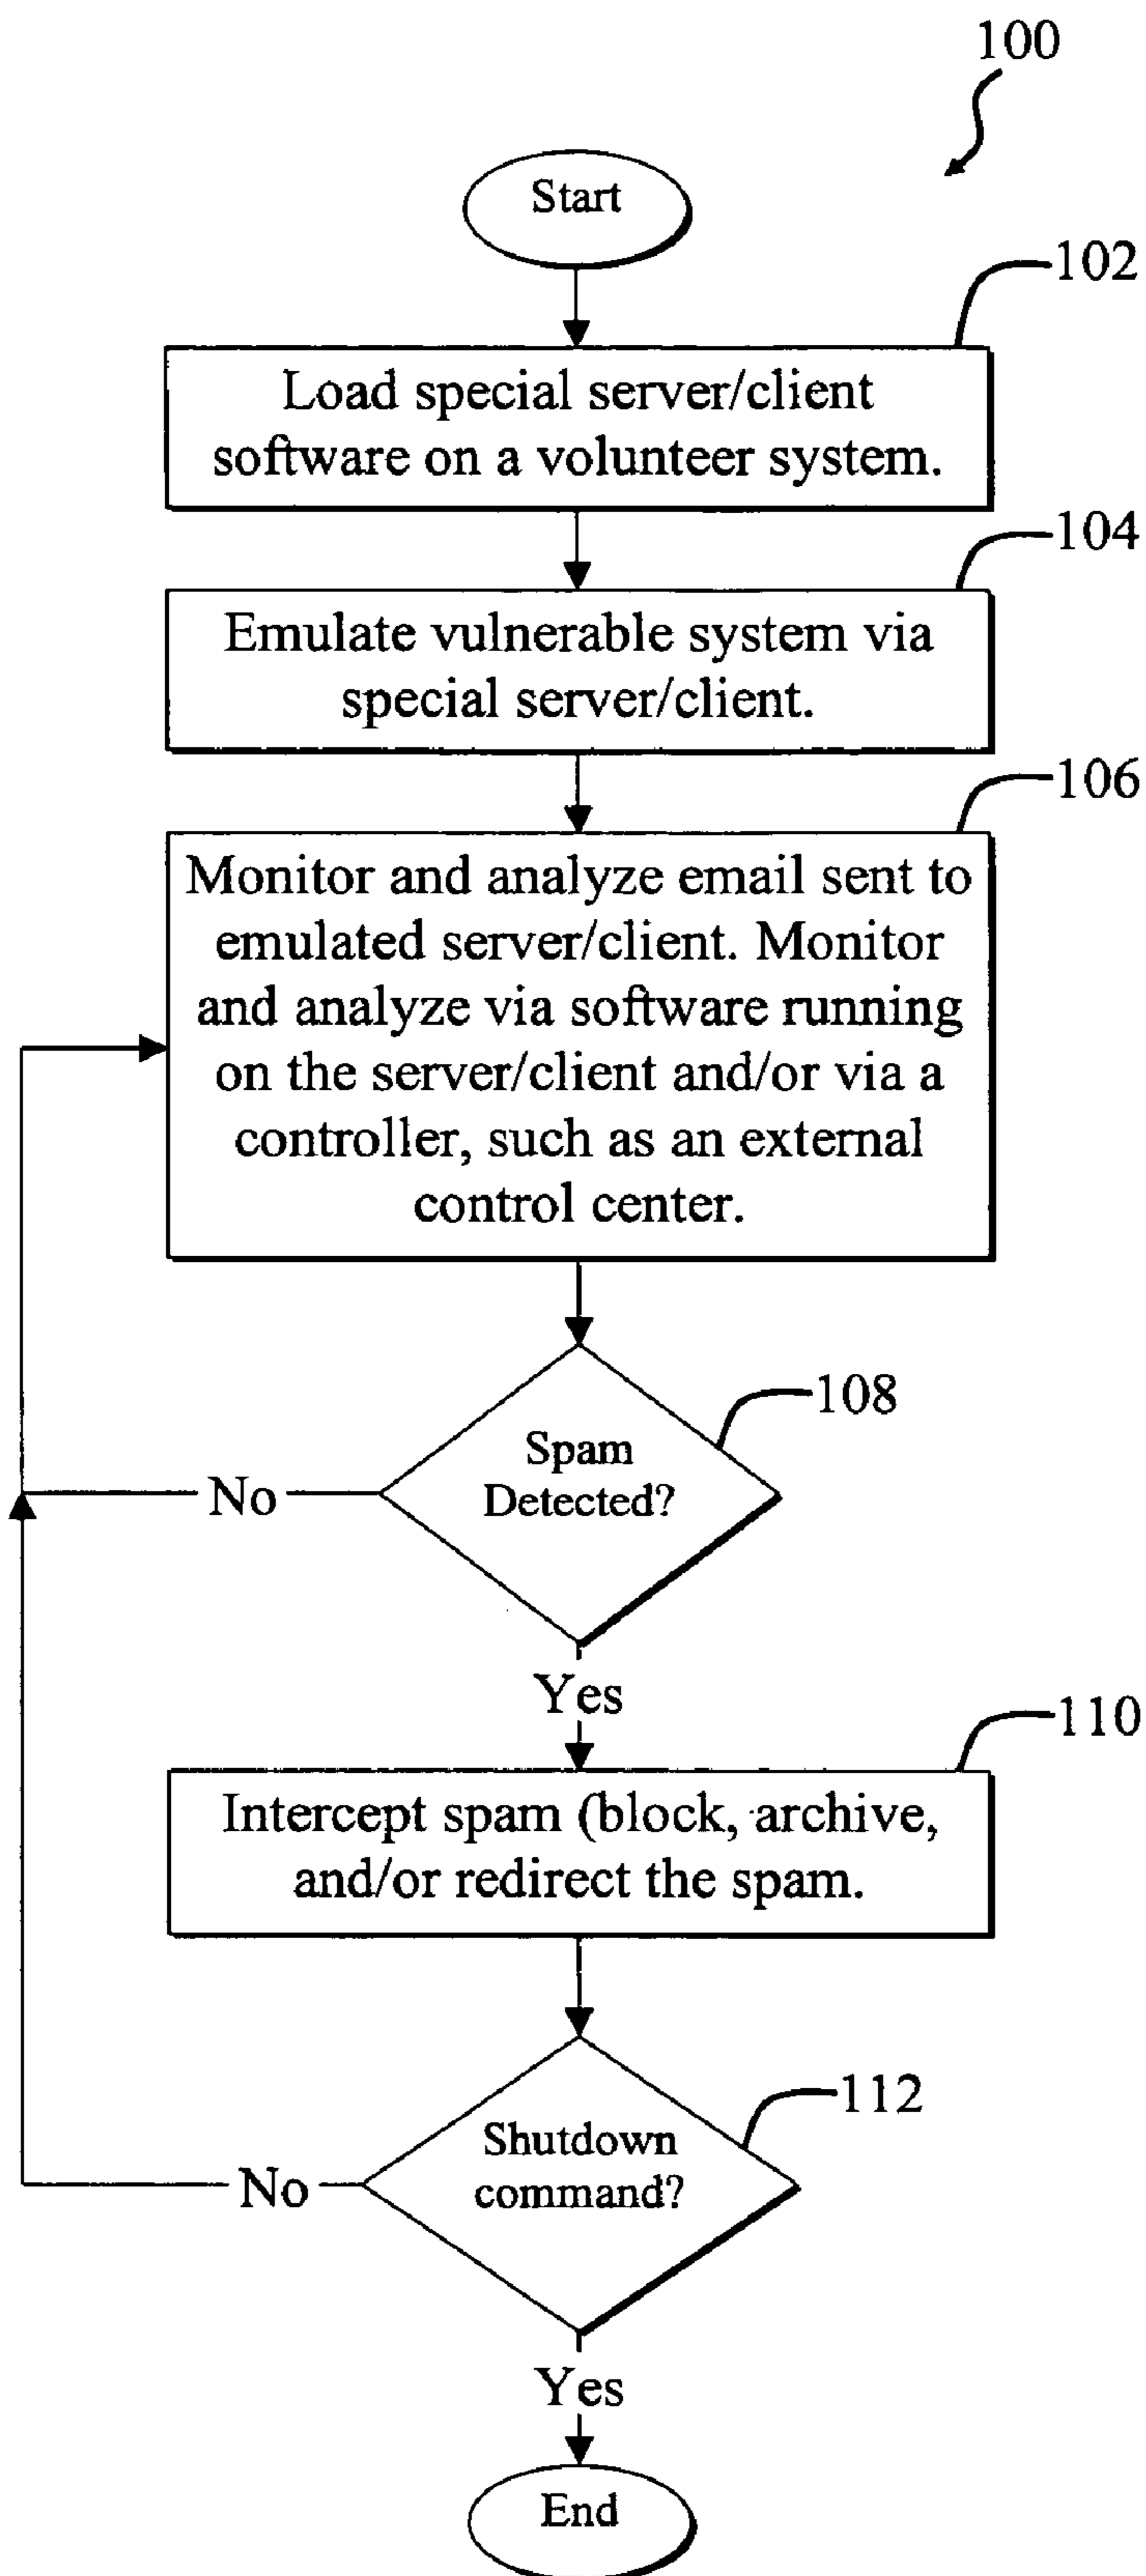 100
Start
102
Load special server/client
software on a volunteer system.
104
Emulate vulnerable system via
special server/client.
106
Monitor and analyze email sent to
emulated server/client. Monitor
and analyze via software running
on the server/client and/or via a
controller, such as an external
control center.
108
Spam
Detected?
No
Yes
110
Intercept spam (block, archive,
and/or redirect the spam.
112
Shutdown
command?
No
Yes
End